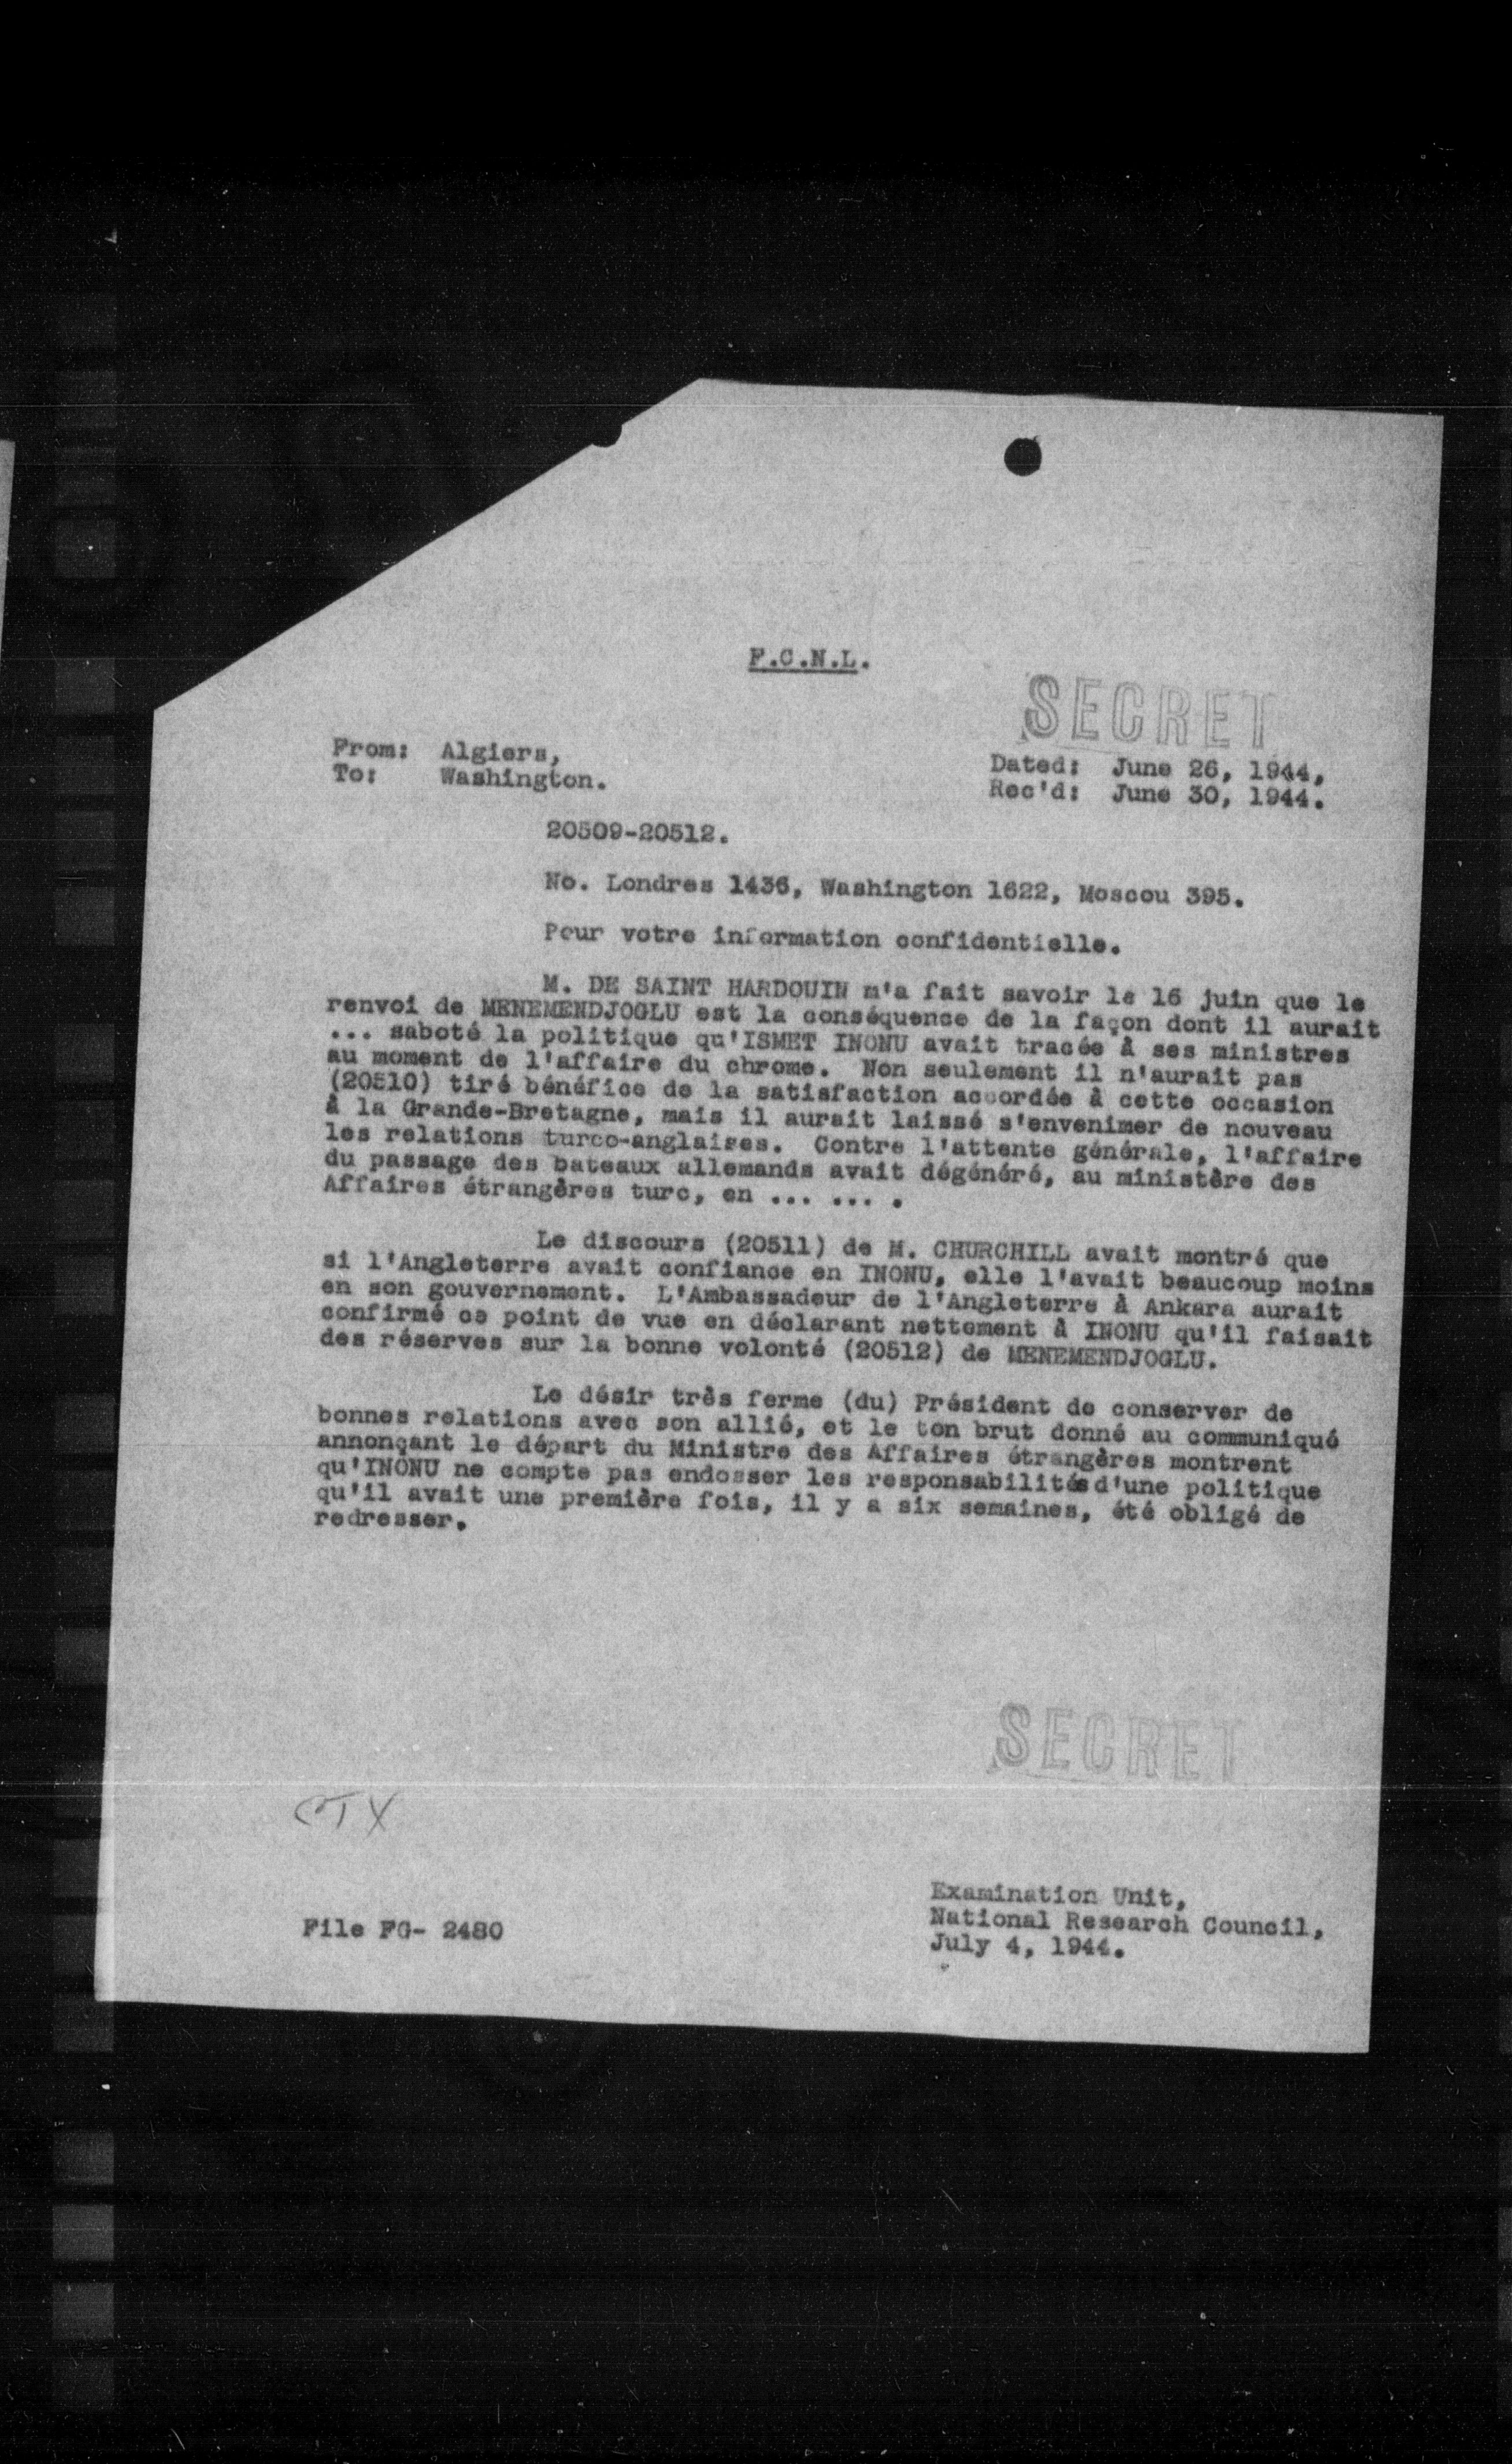 F.C.N.L.
SECRET
From: Algiers,
To: Washington.
Dated: June 26, 1944,
Rec'd: June 30, 1944.
20509-20512.
No. Londres 1436, Washington 1622, Moscou 395.
Pour votre information confidentielle.
M. DE SAINT HARDOUIN m'a fait savoir le 16 juin que le
renvoi de MENEMENDJOGLU est la conséquence de la façon dont il aurait
... saboté la politique qu'ISMET INONU avait tracée à ses ministres
au moment de l'affaire du chrome. Non seulement il n'aurait pas
(20510) tiré bénéfice de la satisfaction accordée à cette occasion
à la Grande-Bretagne, mais il aurait laissé s'envenimer de nouveau
les relations turco-anglaises. Contre l'attente générale, l'affaire
du passage des bateaux allemands avait dégénéré, au ministère des
Affaires étrangères turc, en ... ... .
Le discours (20511) de M. CHURCHILL avait montré que
si l'Angleterre avait confiance en INONU, elle l'avait beaucoup moins
en son gouvernement. L'Ambassadeur de l'Angleterre à Ankara aurait
confirmé ce point de vue en déclarant nettement à INONU qu'il faisait
des réserves sur la bonne volonté (20512) de MENEMENDJOGLU.
Le désir très ferme (du) Président de conserver de
bonnes relations avec son allié, et le ton brut donné au communiqué
annonçant le départ du Ministre des Affaires étrangères montrent
qu'INONU ne compte pas endosser les responsabilités d'une politique
qu'il avait une première fois, il y a six semaines, été obligé de
redresser.
SECRET
Examination Unit,
National Research Council,
July 4, 1944.
File FG- 2480